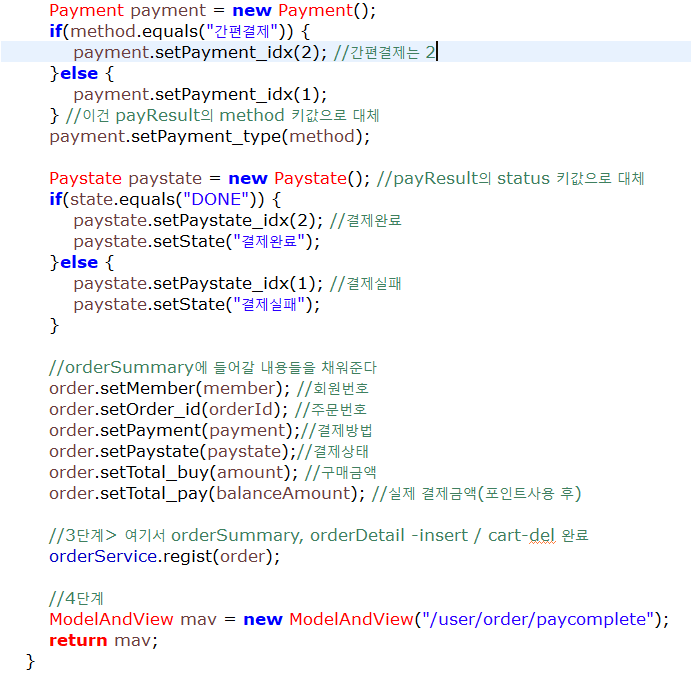 Payment payment = new Payment();
if(method.equals("간편결제")) {
payment.setPayment_idx(2); //간편결제는 2
}else {
payment.setPayment_idx(1);
} //이건 payResult의 method 키값으로 대체
payment.setPayment_type(method);
Paystate paystate = new Paystate(); //payResult의 status 키값으로 대체
if(state.equals("DONE")) {
paystate.setPaystate_idx(2); //결제완료
paystate.setState("결제완료");
}else {
paystate.setPaystate_idx(1); //결제실패
paystate.setState("결제실패");
}
//orderSummary에 들어갈 내용들을 채워준다
order.setMember(member); //회원번호
order.setOrder_id(orderId); //주문번호
order.setPayment(payment);//결제방법
order.setPaystate(paystate);//결제상태
order.setTotal_buy(amount); //구매금액
order.setTotal_pay(balanceAmount); //실제 결제금액(포인트사용 후)
//3단계> 여기서 orderSummary, orderDetail -insert / cart-del 완료
orderService.regist(order);
//4단계
ModelAndView mav = new ModelAndView("/user/order/paycomplete");
return mav;
}